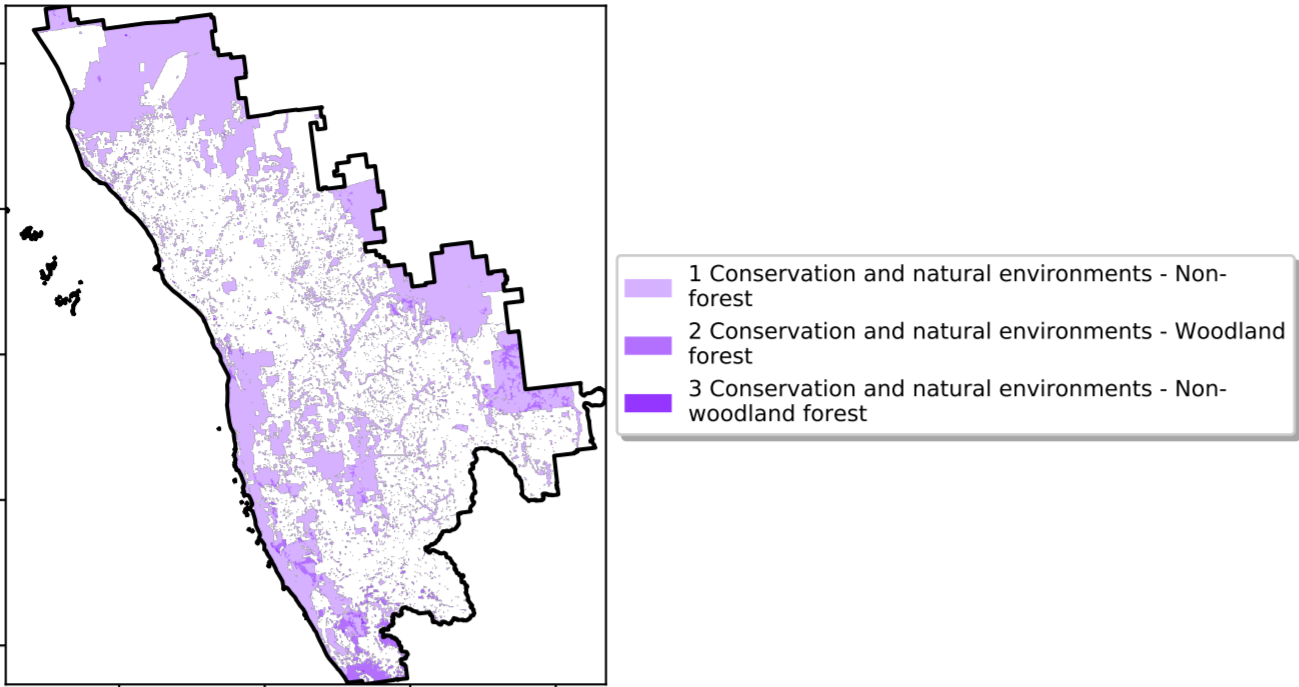 1 Conservation and natural environments - Non-
forest
2 Conservation and natural environments - Woodland
forest
3 Conservation and natural environments - Non-
woodland forest